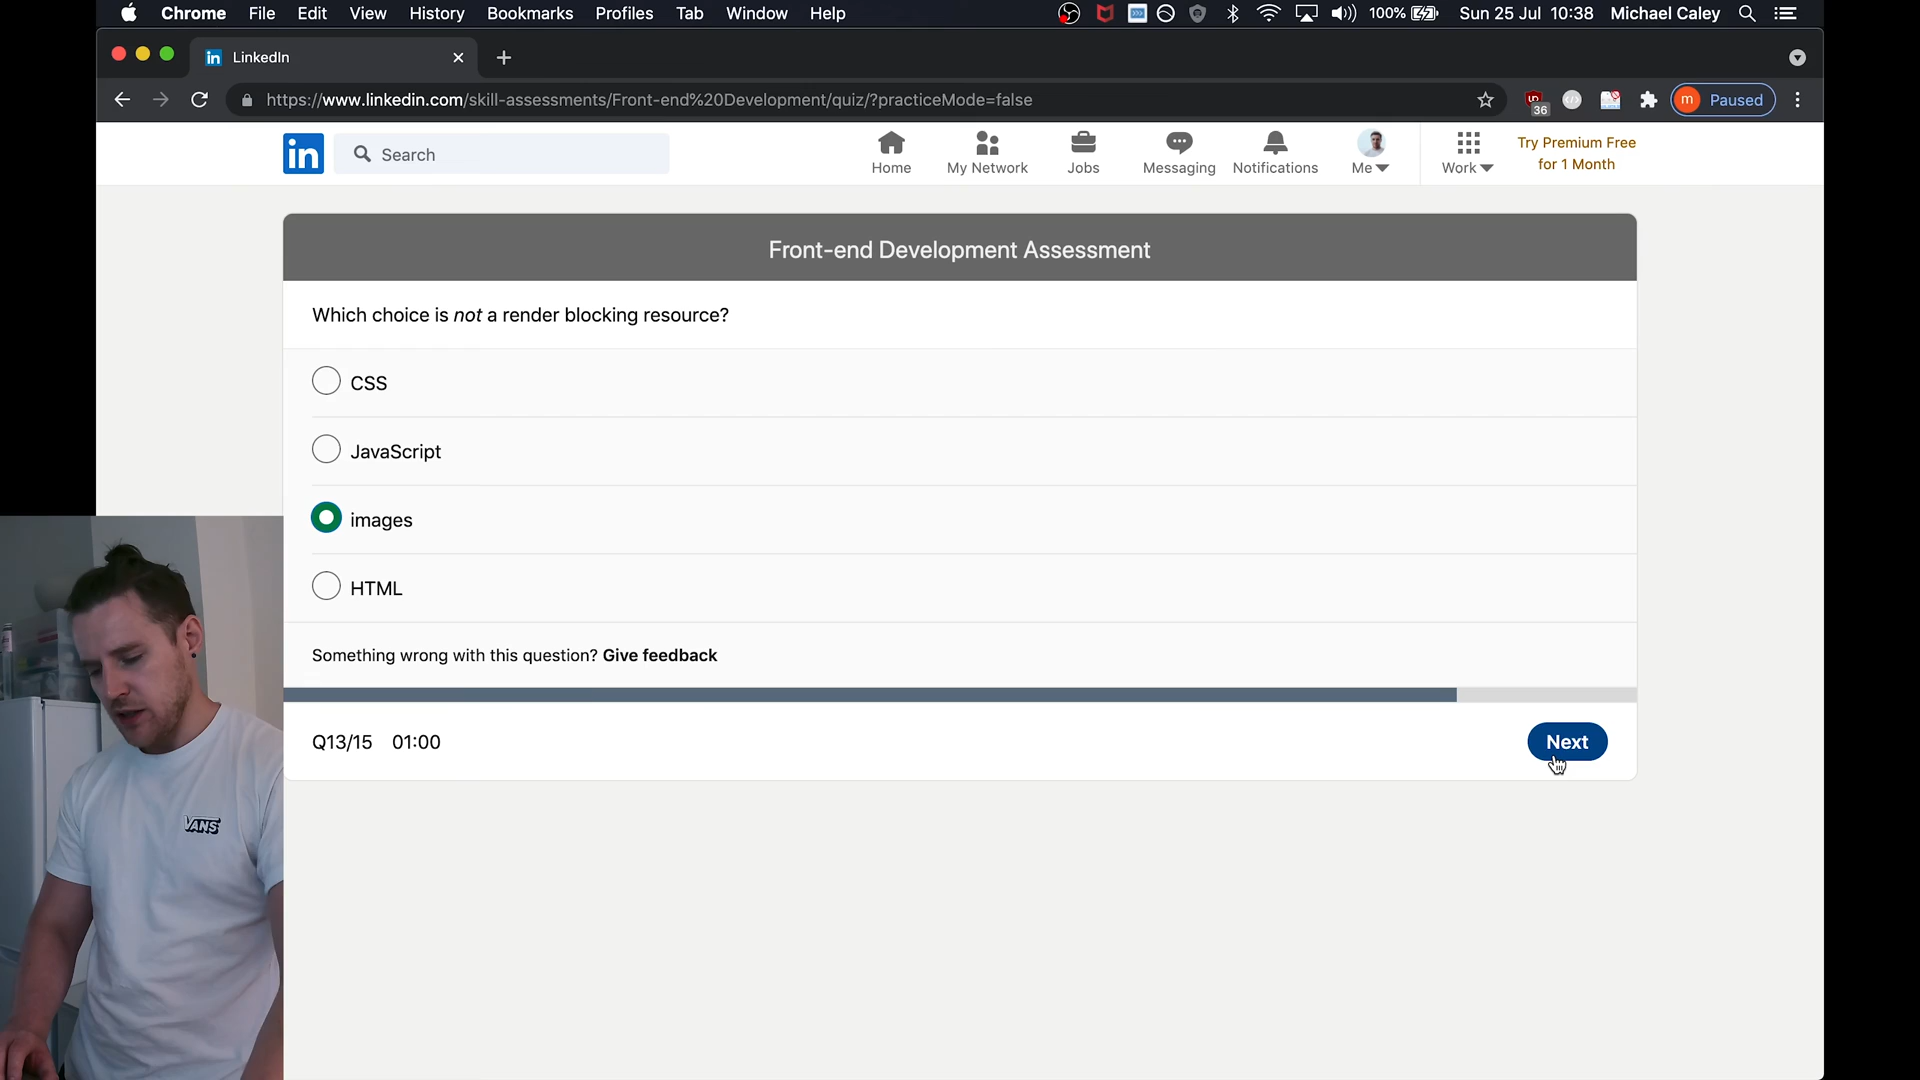 Chrome File Edit View History Bookmarks Profiles Tab Window Help 100% Sun 25 Jul 10:38 Michael Caley
LinkedIn
https://www.linkedin.com/skill-assessments/Front-end%20Development/quiz/?practiceMode=false 36 m Paused
in Search Home My Network Jobs Messaging Notifications Me Work Try Premium Free
for 1 Month
Front-end Development Assessment
Which choice is not a render blocking resource?
CSS
JavaScript
images
HTML
Something wrong with this question? Give feedback
Q13/15 01:00 Next
VANS